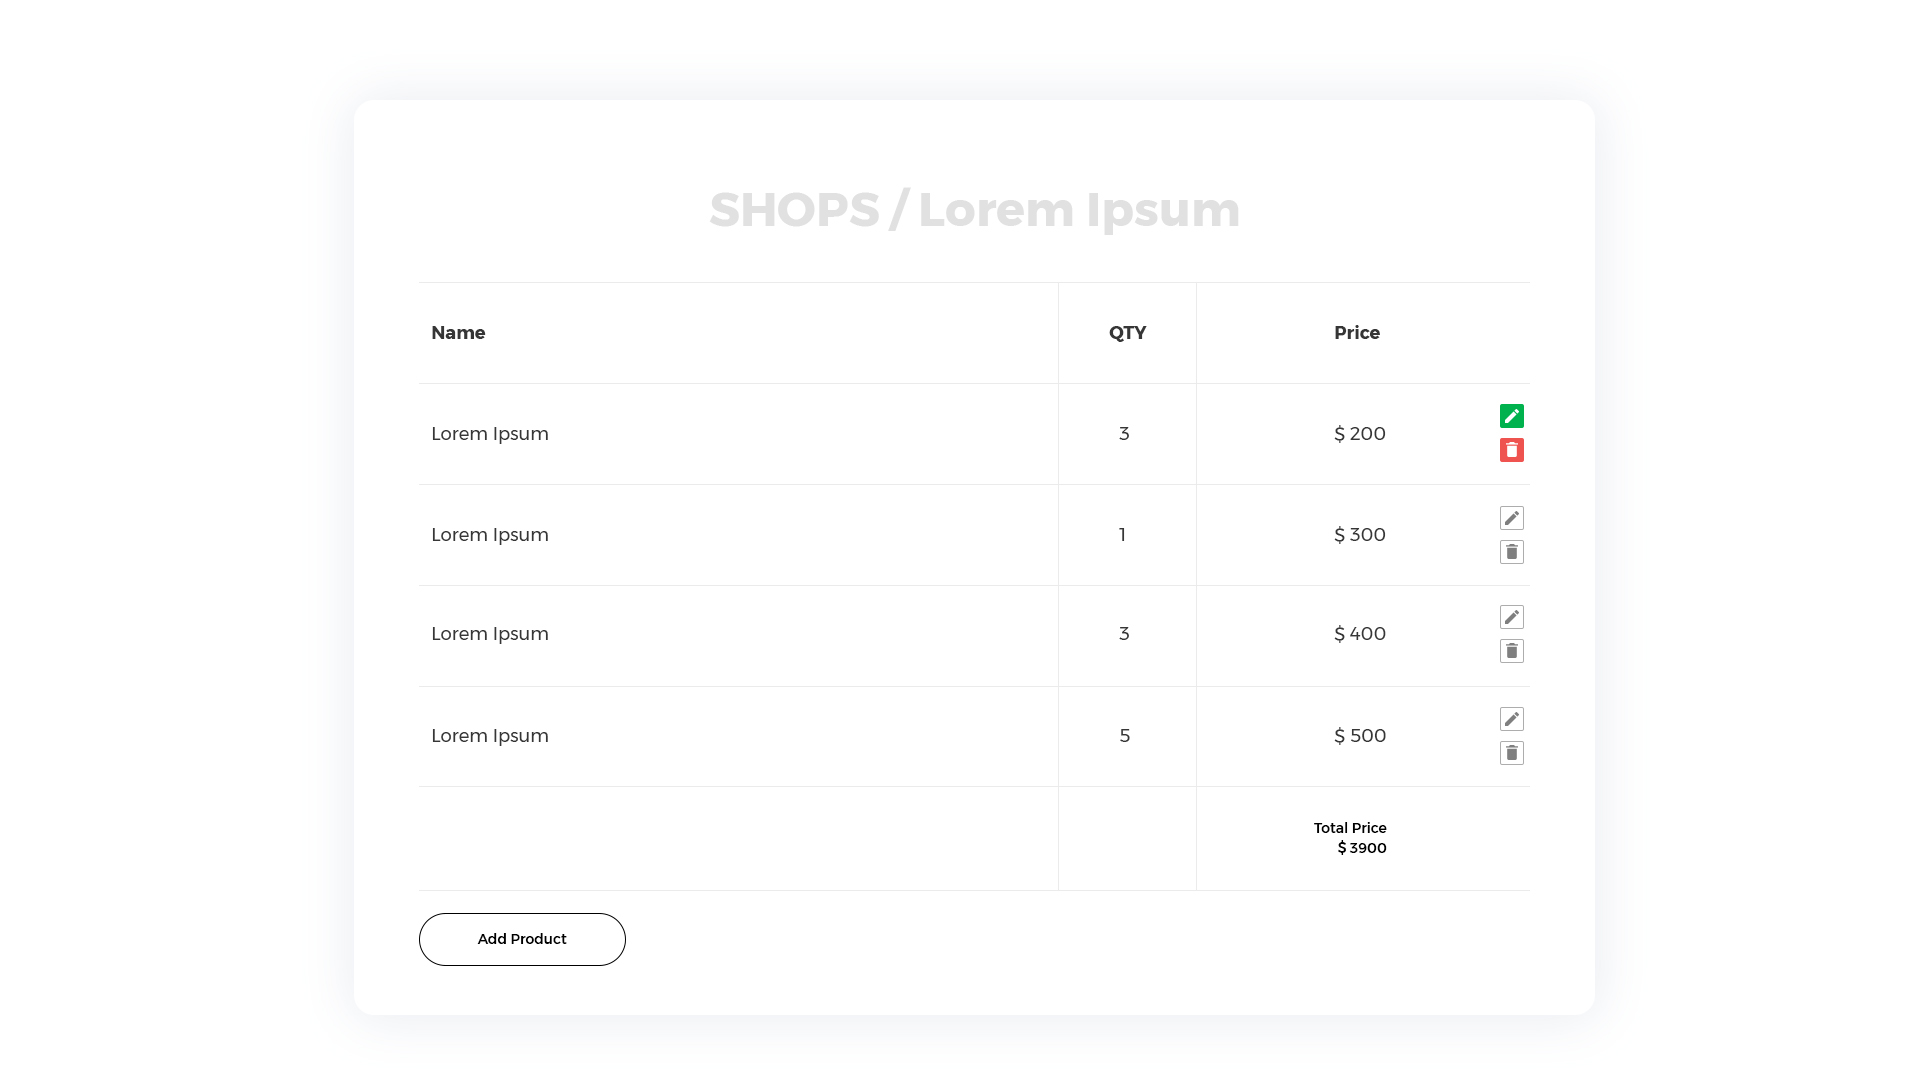 SHOPS / Lorem Ipsum
Name QTY Price
Lorem Ipsum 3 $ 200
Lorem Ipsum 1 $ 300
Lorem Ipsum 3 $ 400
Lorem Ipsum 5 $ 500
Total Price
$ 3900
Add Product